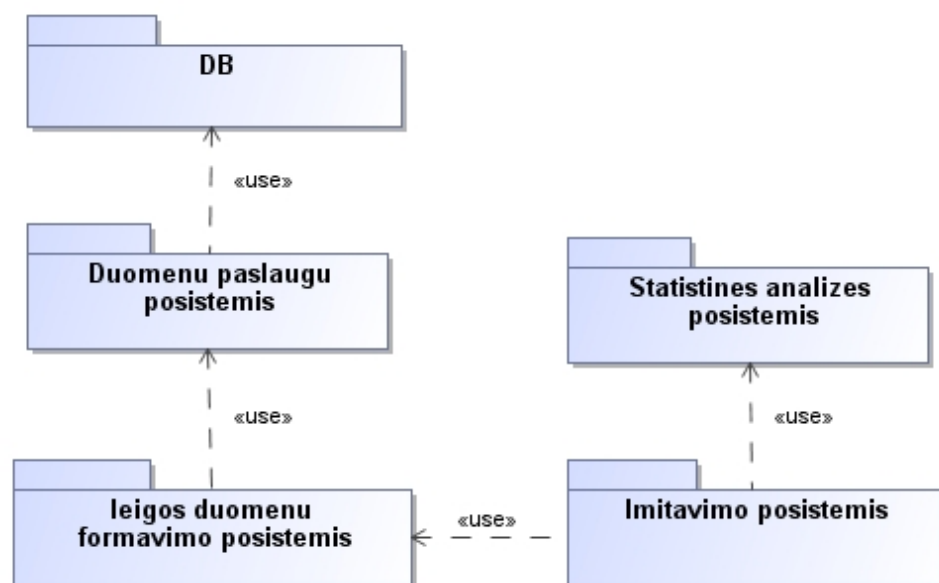 DB
«use»
Duomenu paslaugu
posistemis
Statistines analizes
posistemis
«use»
«use»
Ieigos duomenu
formavimo posistemis
«use»
Imitavimo posistemis